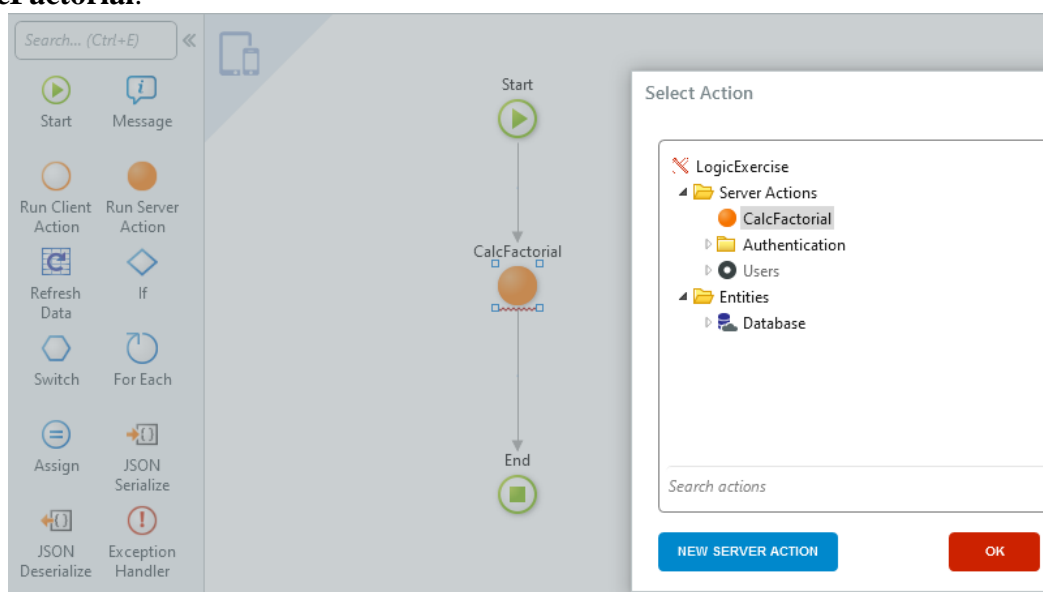 Search... (Ctrl+E)
Start
Message
Run Client
Action
Run Server
Action
Refresh
Data
If
Switch
For Each
Assign
JSON
Serialize
JSON
Deserialize
Exception
Handler
Start
CalcFactorial
End
Select Action
LogicExercise
Server Actions
CalcFactorial
Authentication
Users
Entities
Database
Search actions
NEW SERVER ACTION
OK